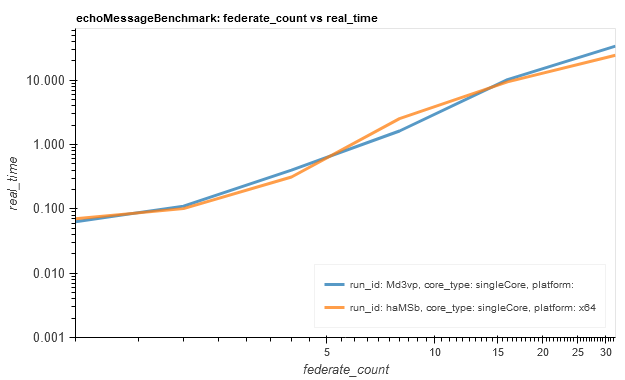 echoMessageBenchmark: federate_count vs real_time
10.000
1.000
0.100
0.010
0.001
real_time
run_id: Md3vp, core_type: singleCore, platform:
run_id: haMSb, core_type: singleCore, platform: x64
5
10
15
20
25
30
federate_count